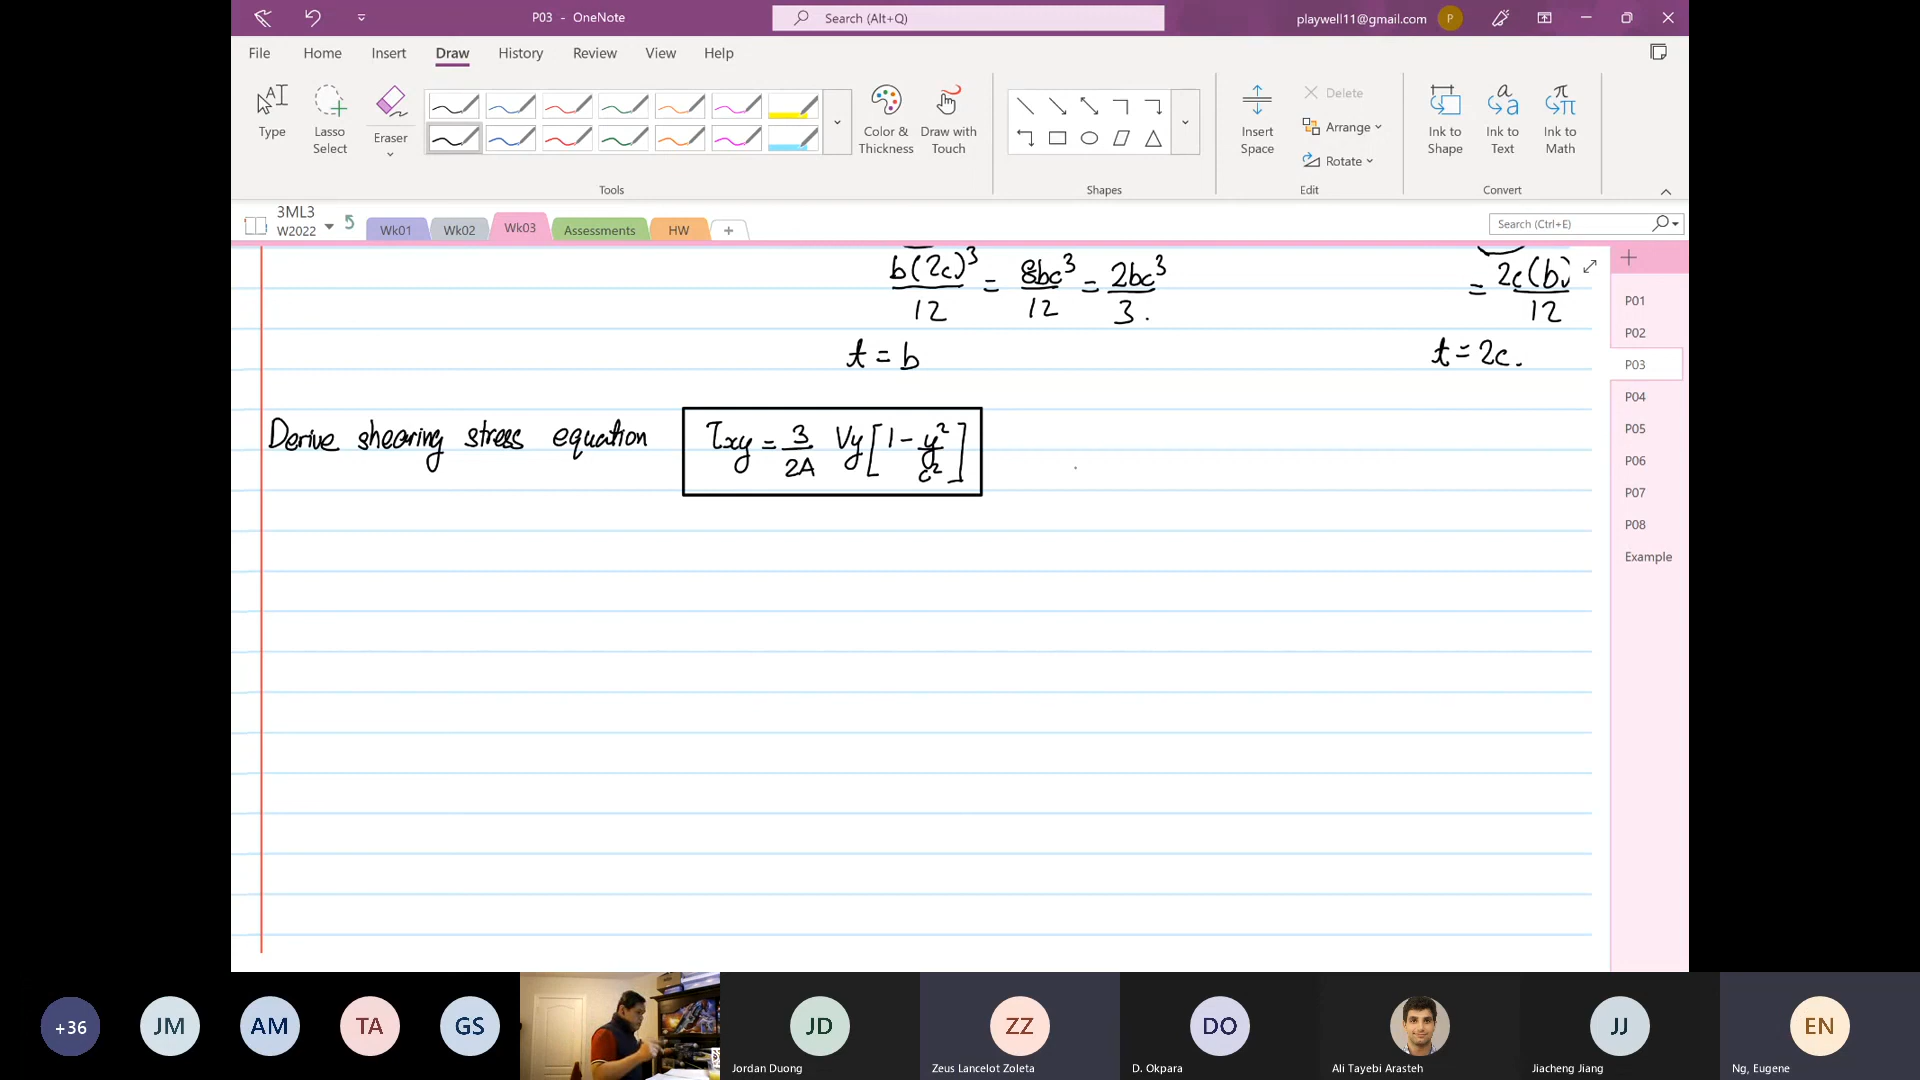 P03 - OneNote
Search (Alt+Q)
playwell11@gmail.com
P
File Home Insert Draw History Review View Help
Type
Lasso Select
Eraser
Color & Thickness
Draw with Touch
Insert Space
Delete
Arrange
Rotate
Ink to Shape
Ink to Text
Ink to Math
Tools
Shapes
Edit
Convert
3ML3
W2022
Wk01 Wk02 Wk03 Assessments HW
Search (Ctrl+E)
b(2c)³/12 = 8bc³/12 = 2bc³/3.
= 2c(b)/12
t = b
t = 2c.
Derive shearing stress equation τxy = 3/2A Vy [1 - y²/c²]
P01
P02
P03
P04
P05
P06
P07
P08
Example
+36 JM AM TA GS JD ZZ DO JJ EN
Jordan Duong
Zeus Lancelot Zoleta
D. Okpara
Ali Tayebi Arasteh
Jiacheng Jiang
Ng, Eugene